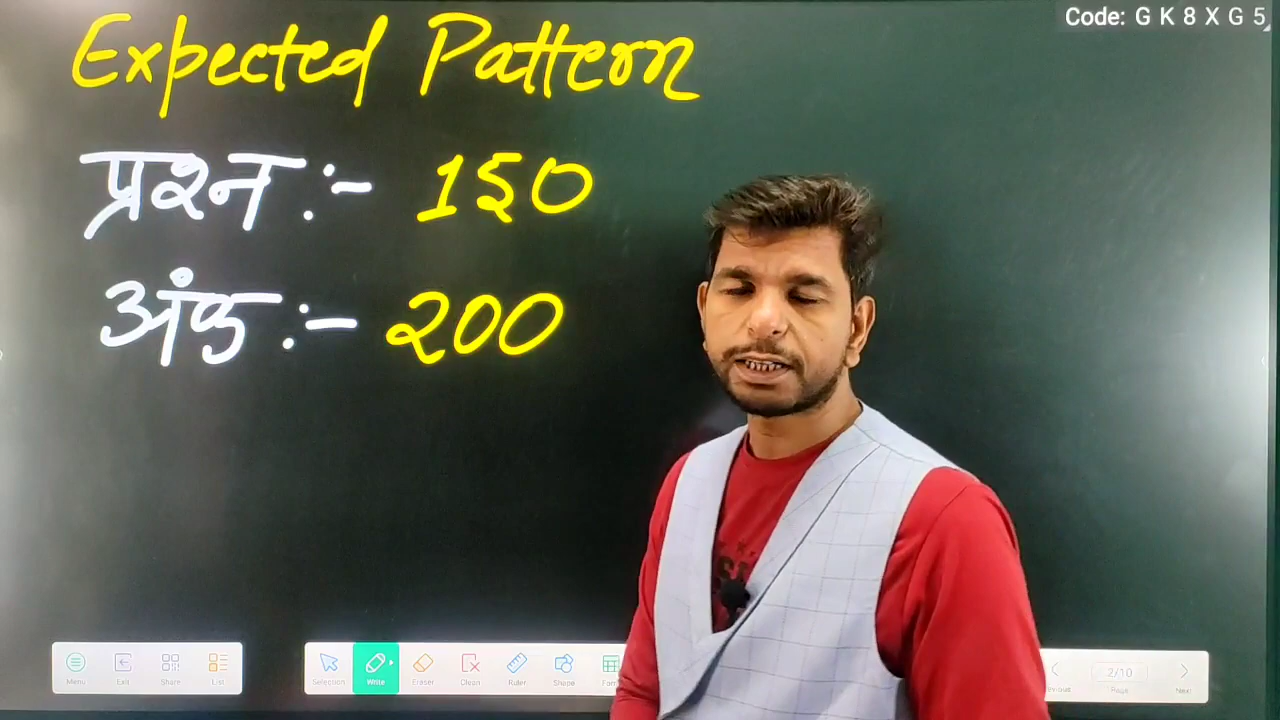 Code: G K 8 X G 5
Expected Pattern
प्रश्न :- 150
अंक :- 200
Menu Exit Share List
Selection Write Eraser Clean Ruler Shape
2/10
Page Next